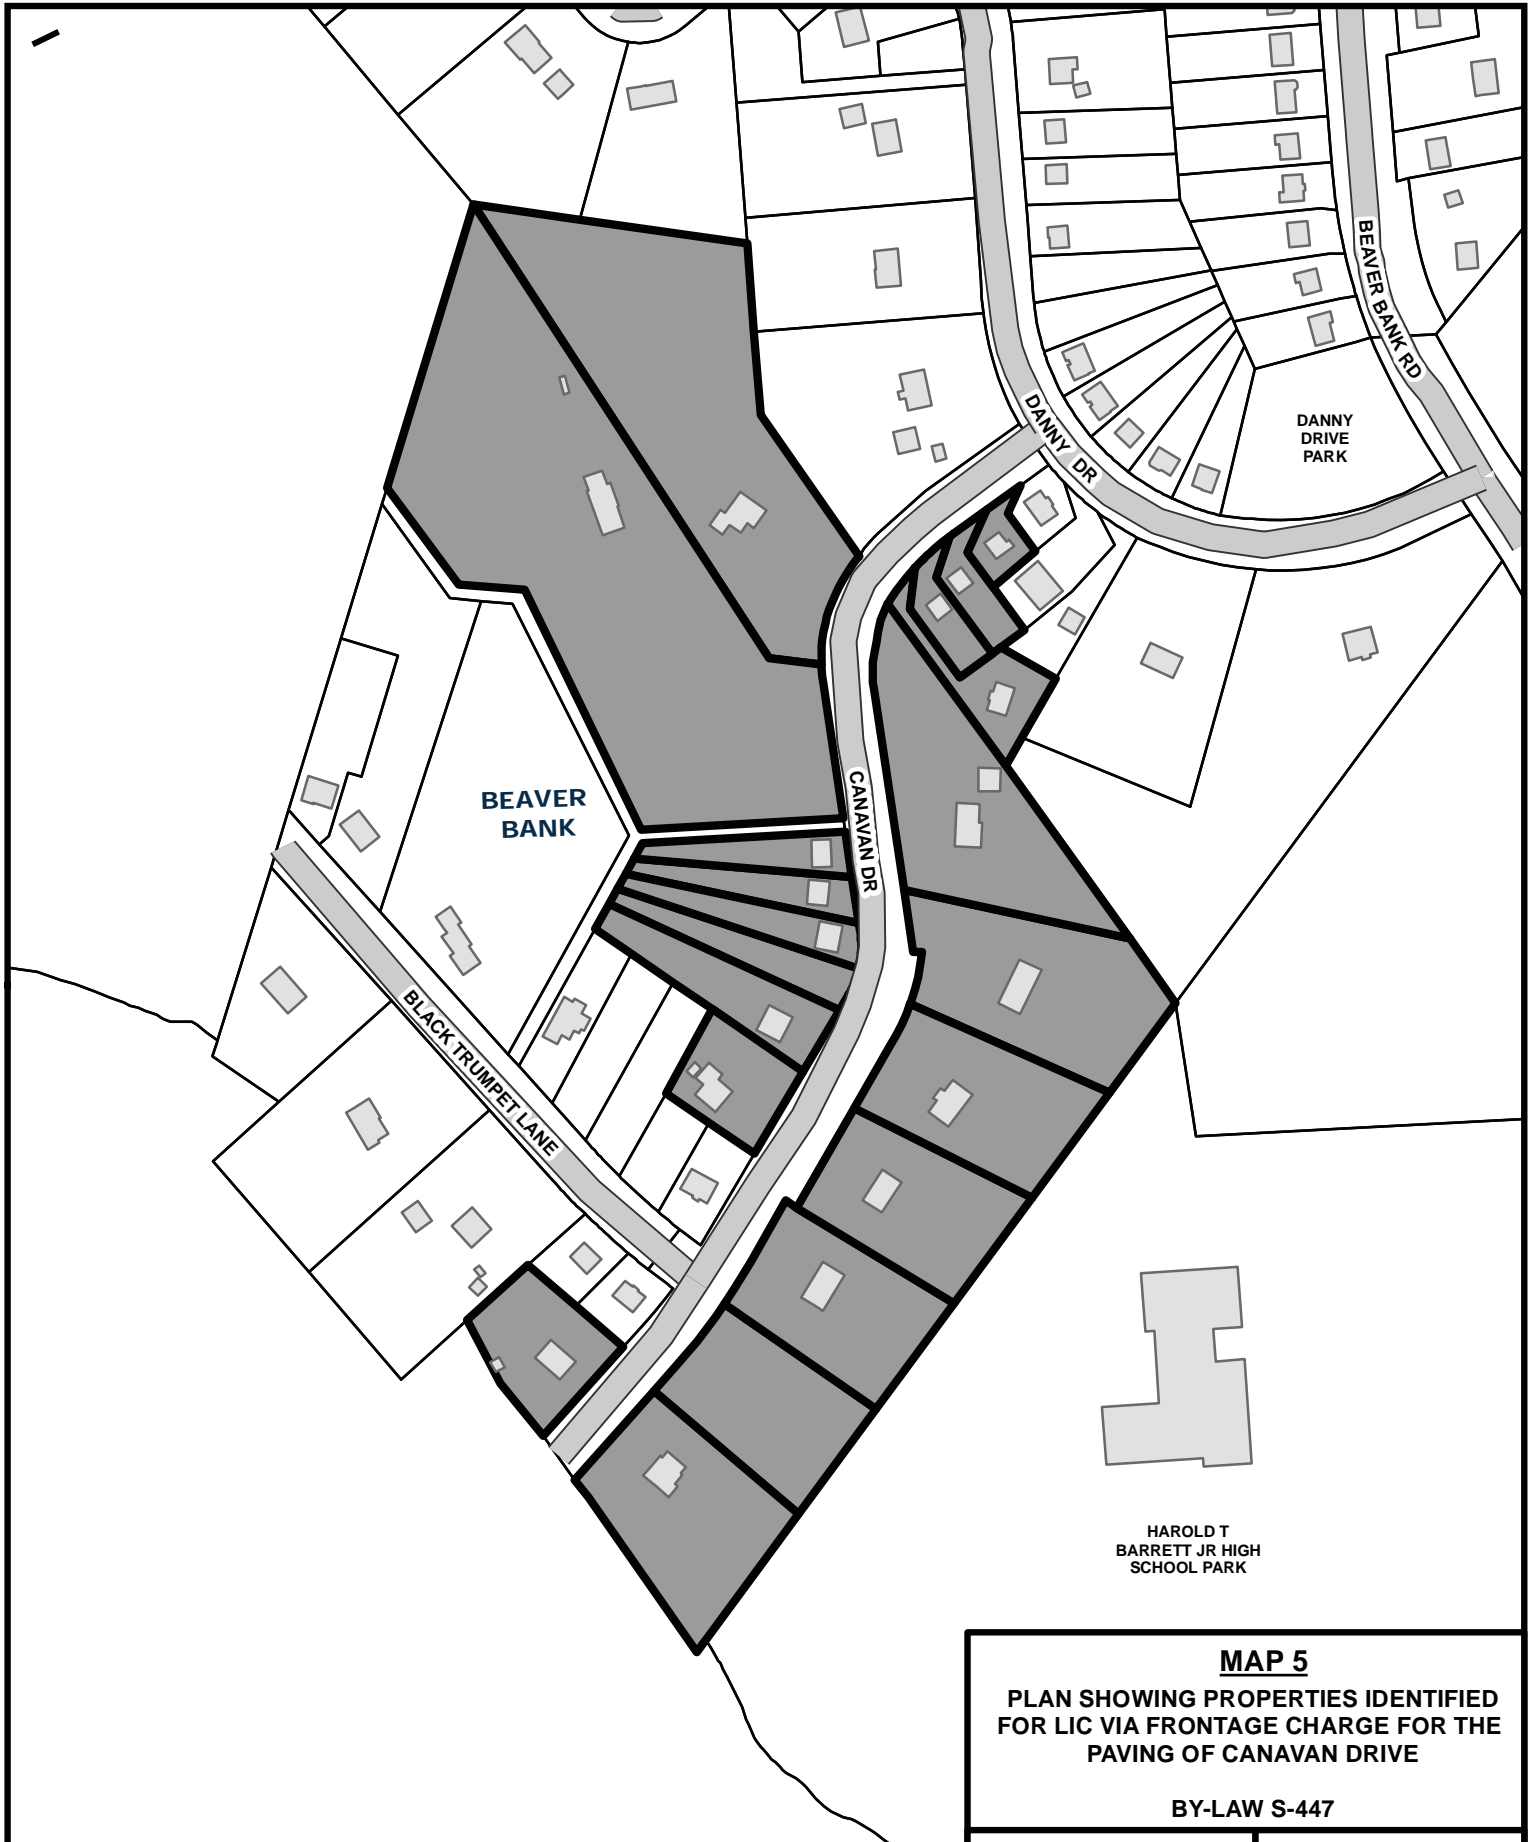 BEAVER BANK RD
DANNY DR
DANNY
DRIVE
PARK
CANAVAN DR
BEAVER
BANK
BLACK TRUMPET LANE
HAROLD T
BARRETT JR HIGH
SCHOOL PARK
MAP 5
PLAN SHOWING PROPERTIES IDENTIFIED
FOR LIC VIA FRONTAGE CHARGE FOR THE
PAVING OF CANAVAN DRIVE
BY-LAW S-447